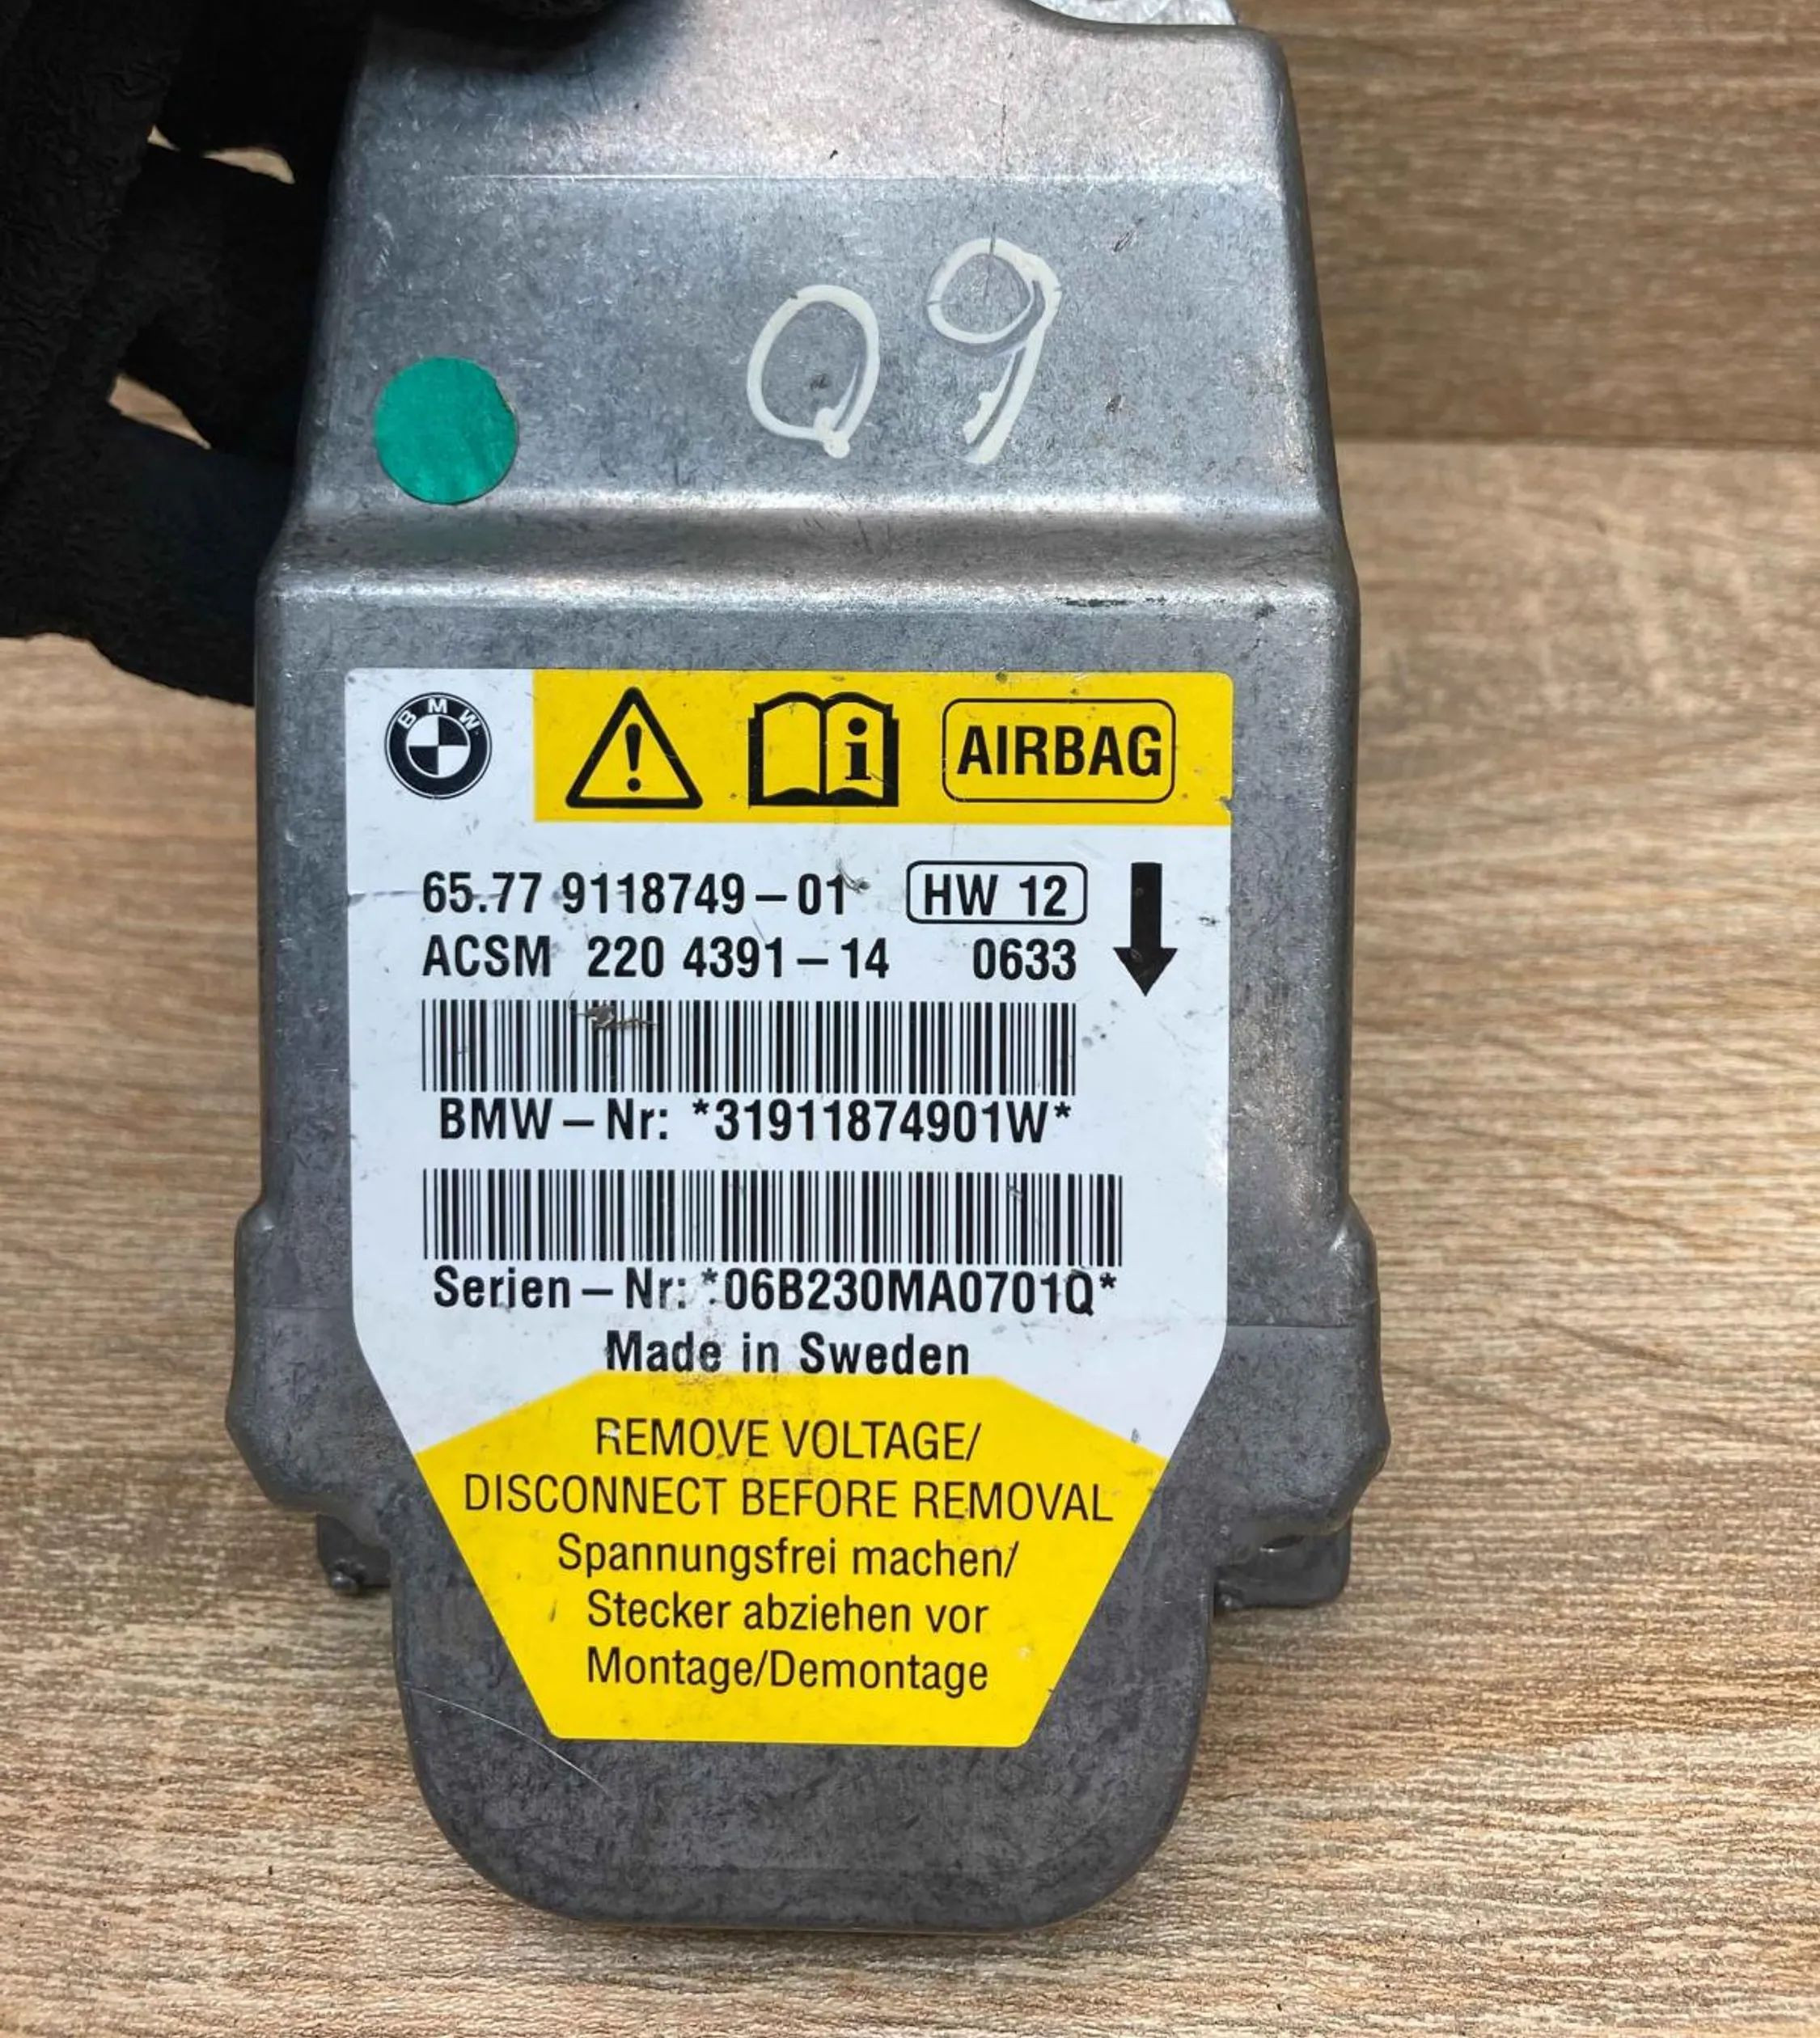 09
BMW
AIRBAG
65.77 9118749-01 HW 12
ACSM 220 4391-14 0633
BMW-Nr: *31911874901W*
Serien-Nr: *06B230MA0701Q*
Made in Sweden
REMOVE VOLTAGE/
DISCONNECT BEFORE REMOVAL
Spannungsfrei machen/
Stecker abziehen vor
Montage/Demontage